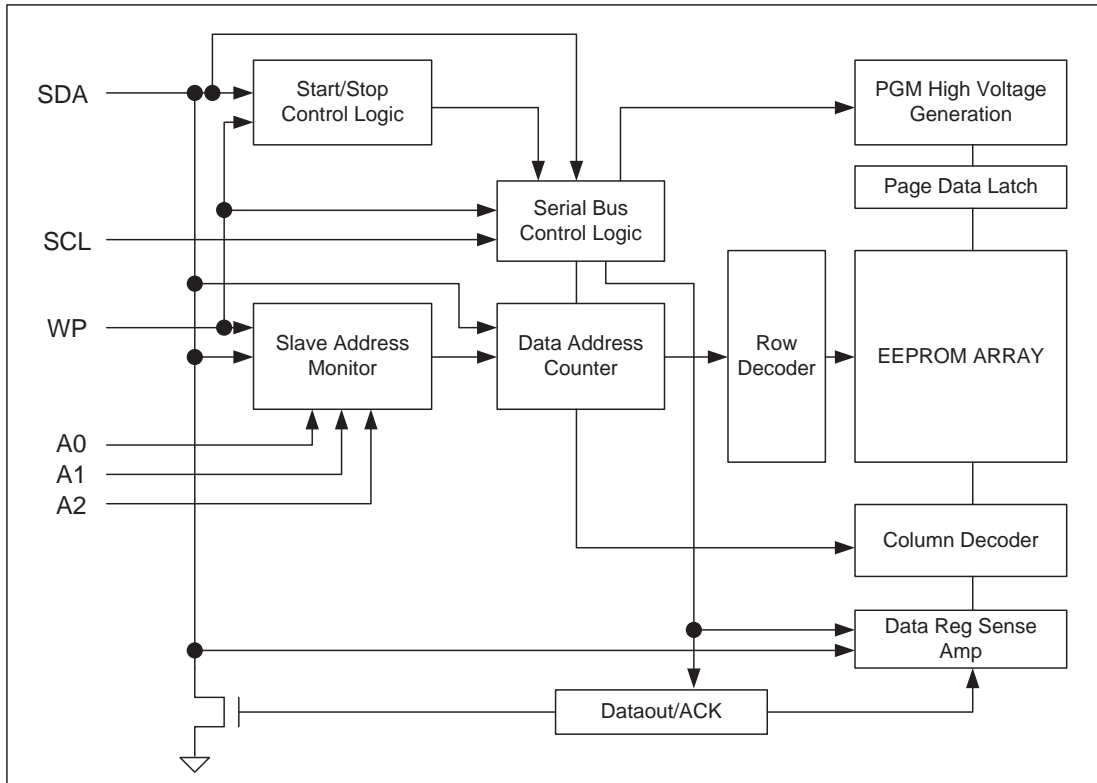 SDA
Start/Stop
Control Logic
PGM High Voltage
Generation
Page Data Latch
Serial Bus
Control Logic
SCL
WP
Slave Address
Monitor
Data Address
Counter
Row
Decoder
EEPROM ARRAY
A0
A1
A2
Column Decoder
Data Reg Sense
Amp
Dataout/ACK